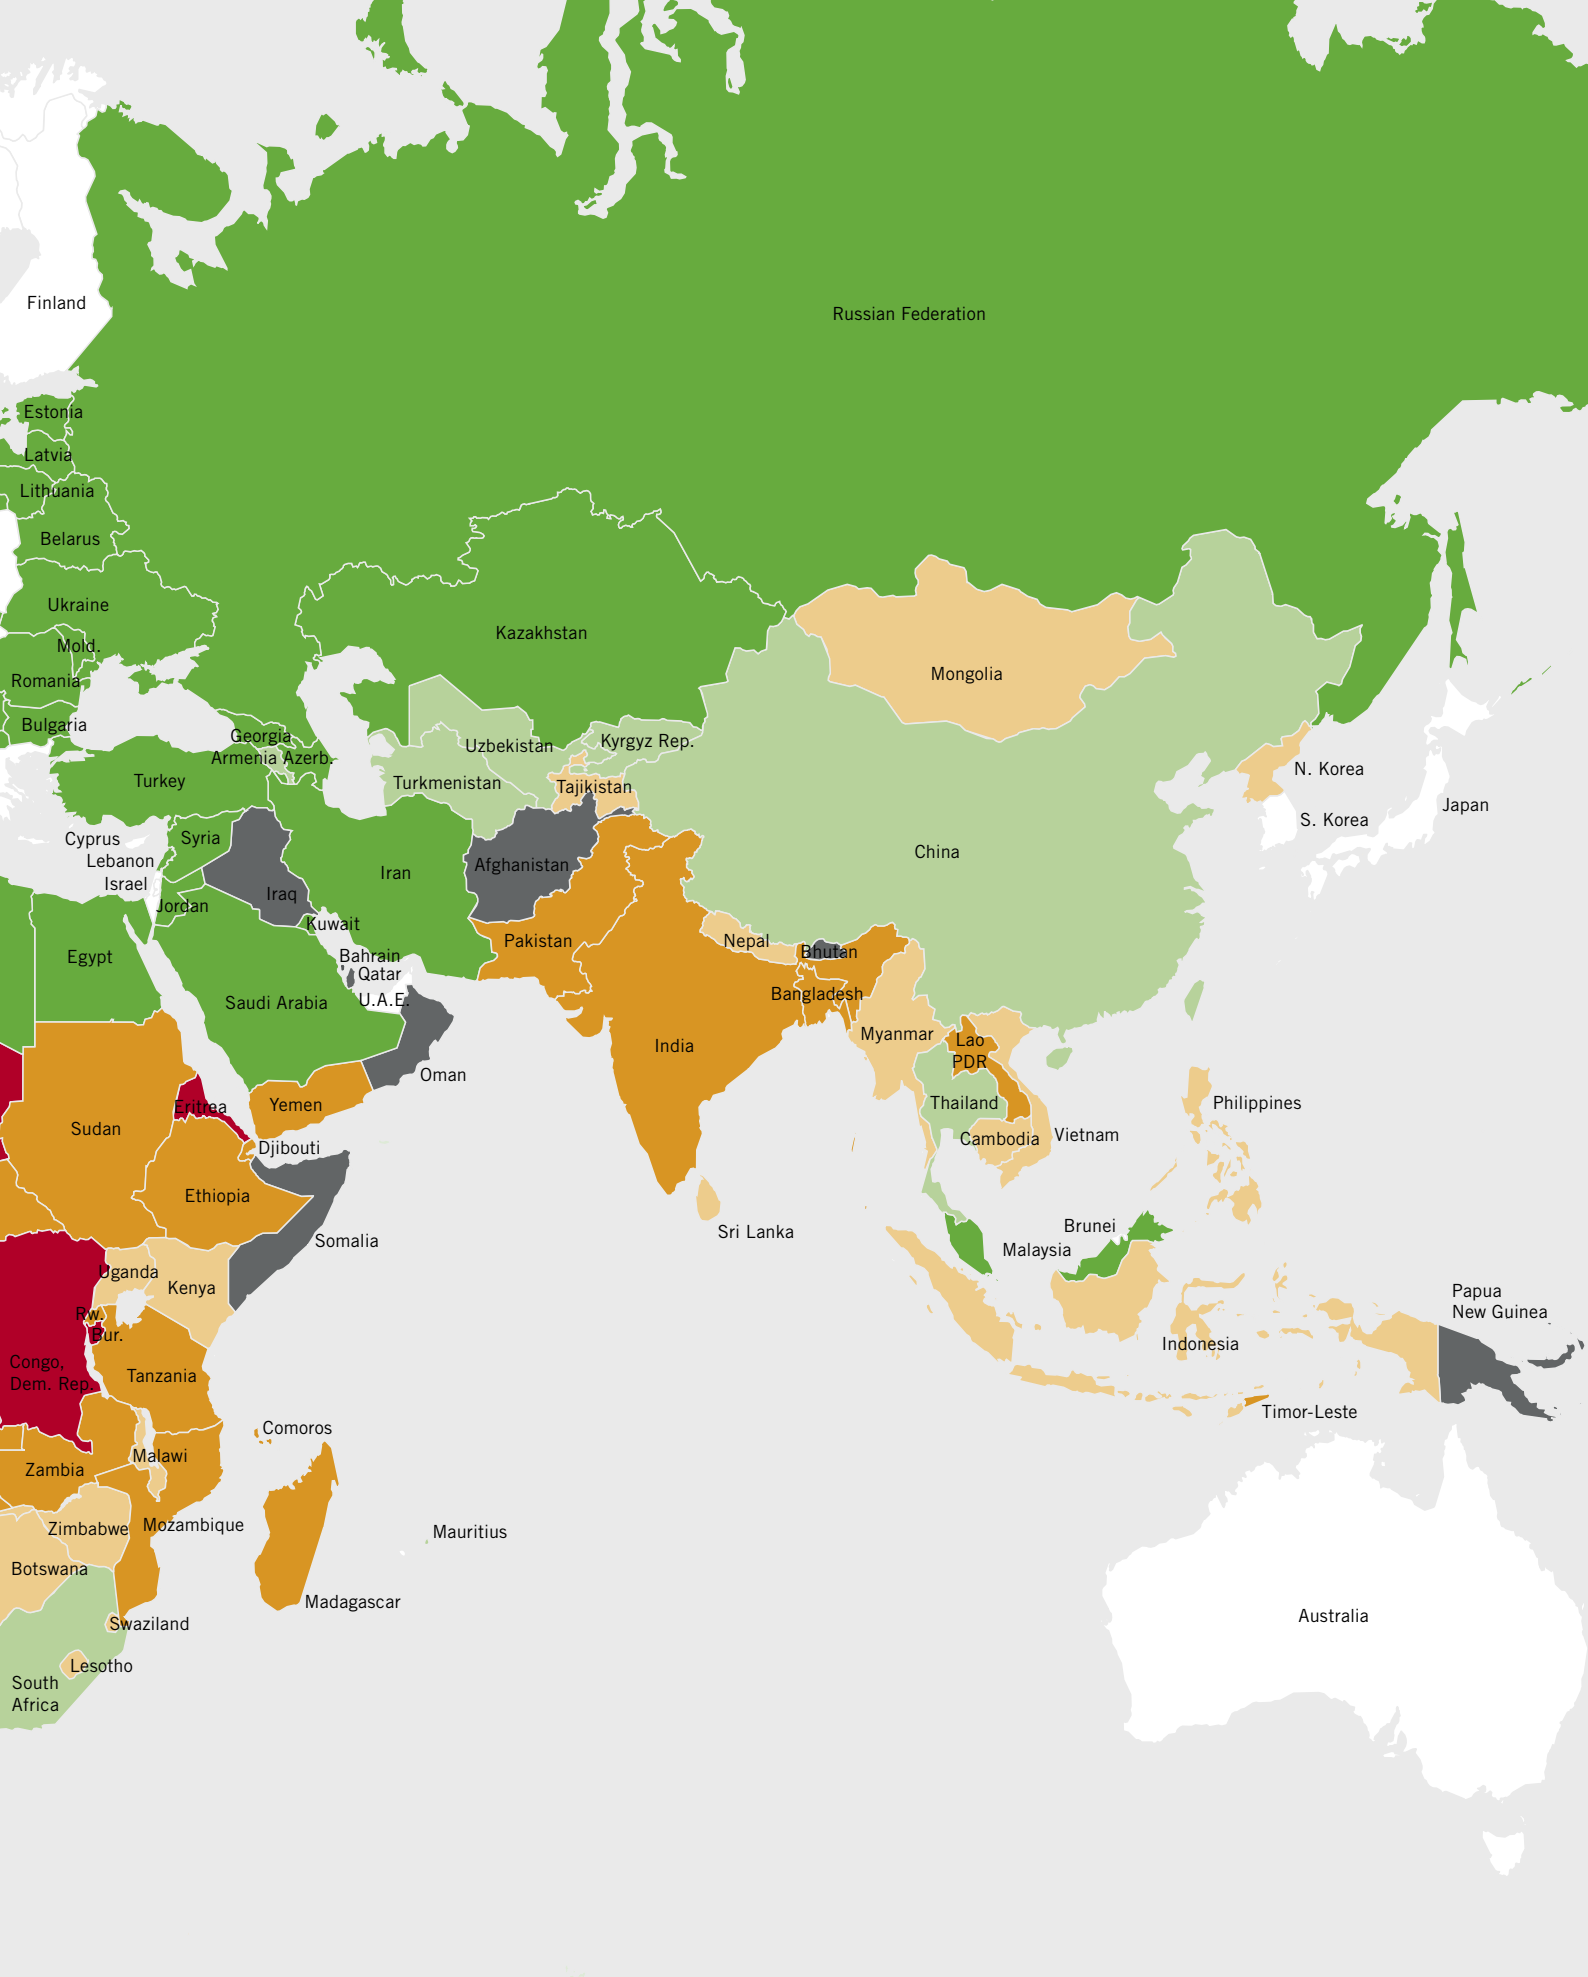 Finland
Russian Federation
Estonia
Latvia
Lithuania
Belarus
Ukraine
Kazakhstan
Mold.
Mongolia
Romania
Bulgaria
Georgia
Kyrgyz Rep.
Uzbekistan
Armenia Azerb.
N. Korea
Turkey
Turkmenistan
Tajikistan
Japan
S. Korea
Cyprus
Syria
China
Lebanon
Afghanistan
Iran
Israel
Iraq
Jordan
Kuwait
Pakistan
Nepal
Bhutan
Egypt
Bahrain
Qatar
Bangladesh
U.A.E.
Saudi Arabia
Myanmar
Lao
PDR
India
Oman
Thailand
Philippines
Yemen
Eritrea
Sudan
Vietnam
Cambodia
Djibouti
Ethiopia
Brunei
Sri Lanka
Somalia
Malaysia
Uganda
Kenya
Papua
New Guinea
Rw.
Bur.
Indonesia
Congo,
Dem. Rep.
Tanzania
Timor-Leste
Comoros
Malawi
Zambia
Zimbabwe
Mozambique
Mauritius
Botswana
Madagascar
Australia
Swaziland
Lesotho
South
Africa